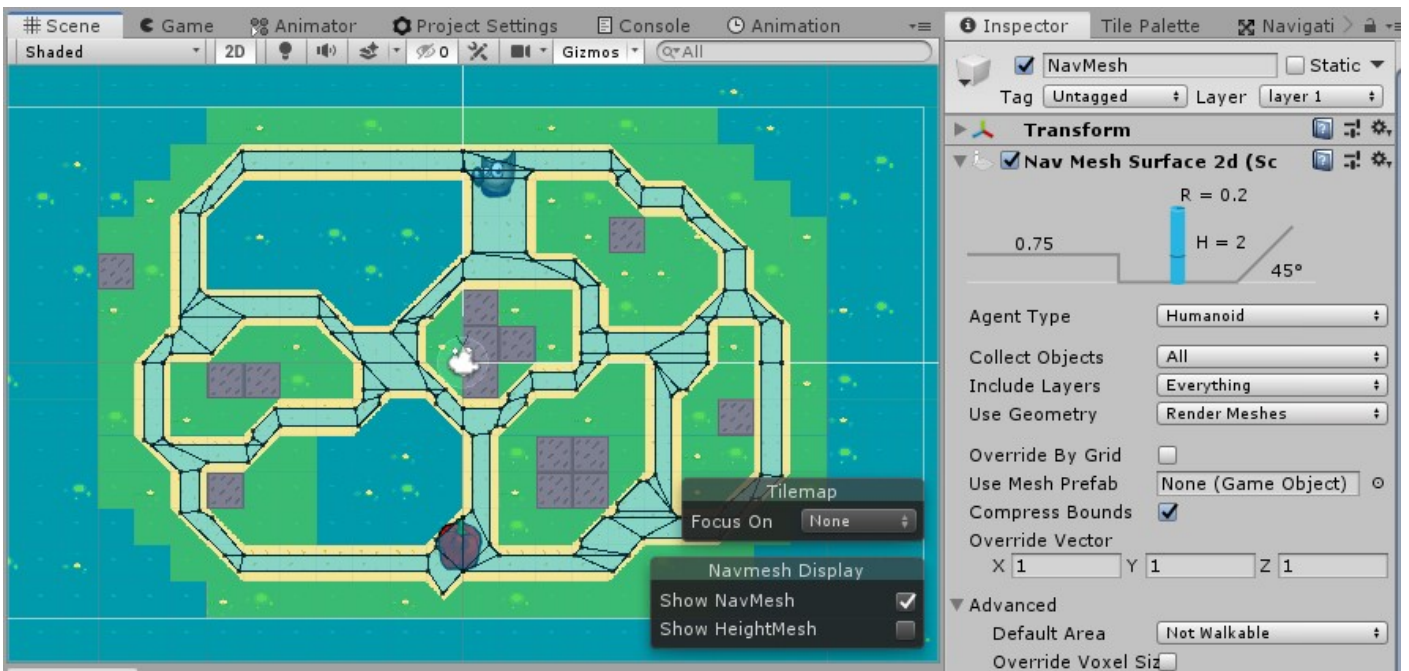 Scene Game Animator Project Settings Console Animation
Shaded 2D 0 Gizmos All
Tilemap
Focus On None
Navmesh Display
Show NavMesh
Show HeightMesh
Inspector Tile Palette Navigati
NavMesh Static
Tag Untagged Layer layer 1
Transform
Nav Mesh Surface 2d (Sc
R = 0.2
0.75 H = 2
45°
Agent Type Humanoid
Collect Objects All
Include Layers Everything
Use Geometry Render Meshes
Override By Grid
Use Mesh Prefab None (Game Object)
Compress Bounds
Override Vector
X 1 Y 1 Z 1
Advanced
Default Area Not Walkable
Override Voxel Siz